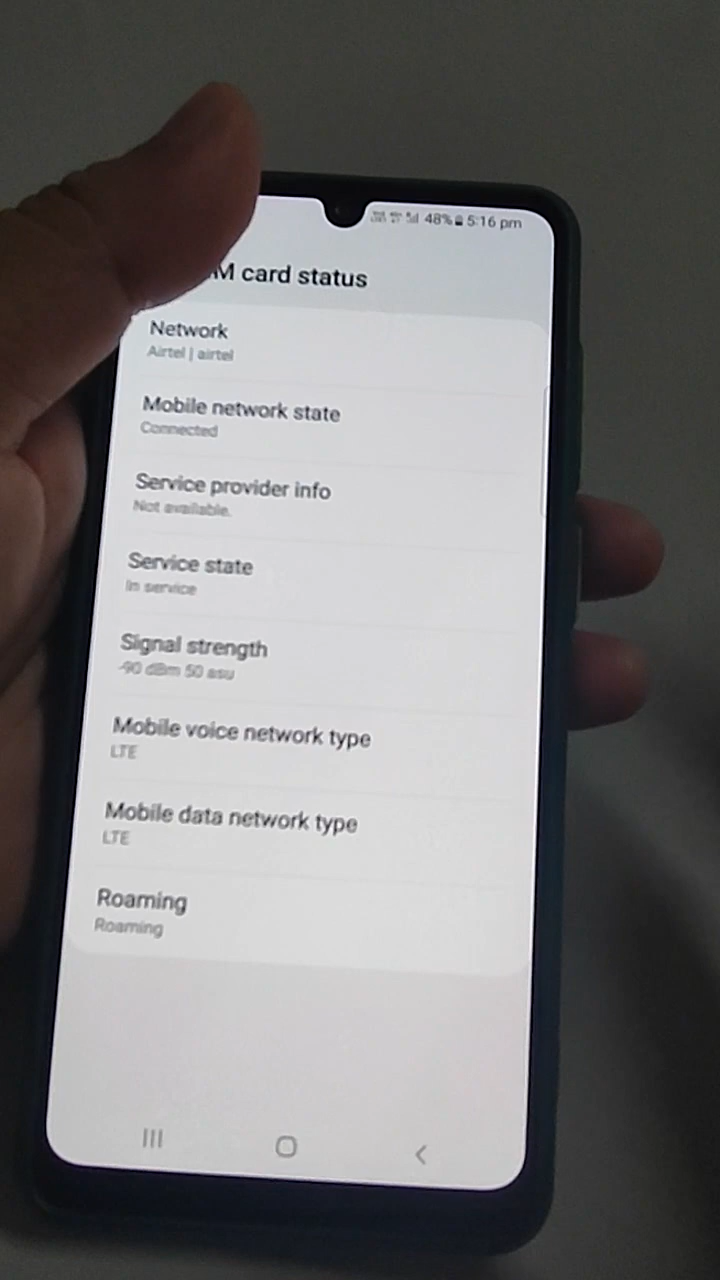 48% 5:16 pm
M card status
Network
Airtel | airtel
Mobile network state
Connected
Service provider info
Not available.
Service state
In service
Signal strength
-90 dBm 50 asu
Mobile voice network type
LTE
Mobile data network type
LTE
Roaming
Roaming